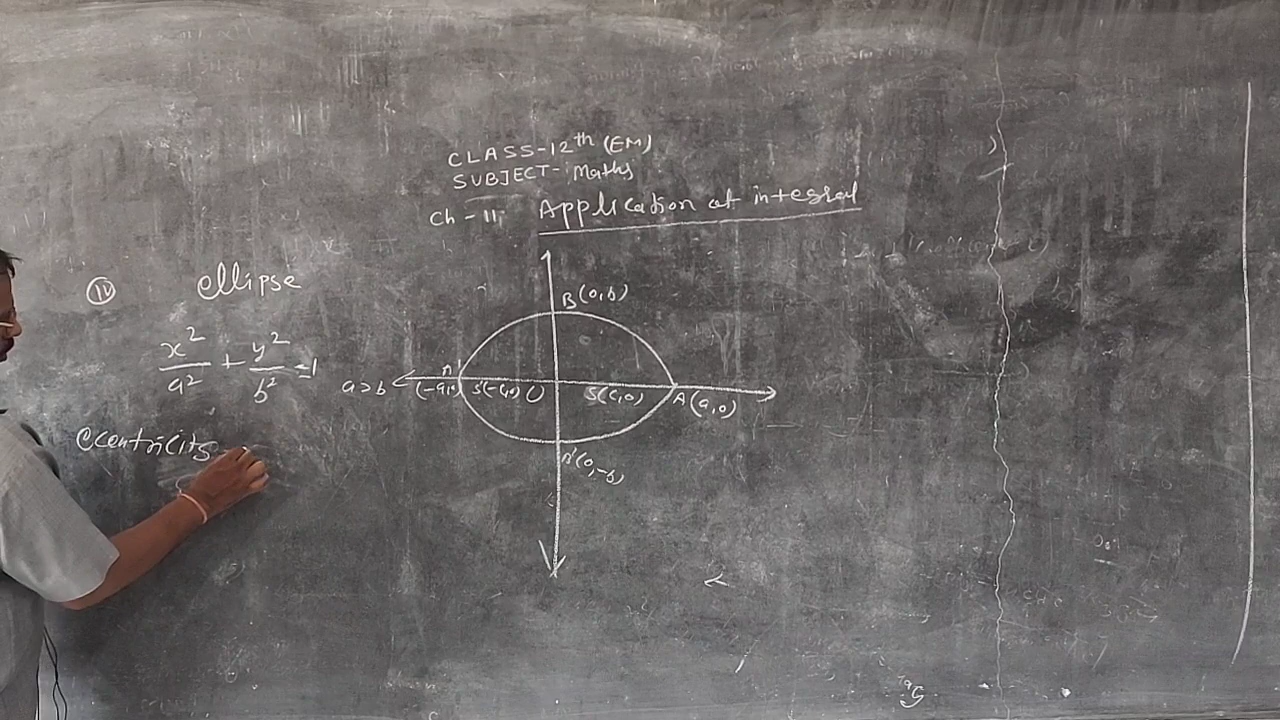 CLASS-12th (EM)
SUBJECT- Maths
Ch - 11 Application of integral
iv ellipse
x²/a² + y²/b² = 1
a>b
eccentricity -
B(0,b)
A'
(-a,0) S(-c,0) O S(c,0) A(a,0)
B'(0,-b)